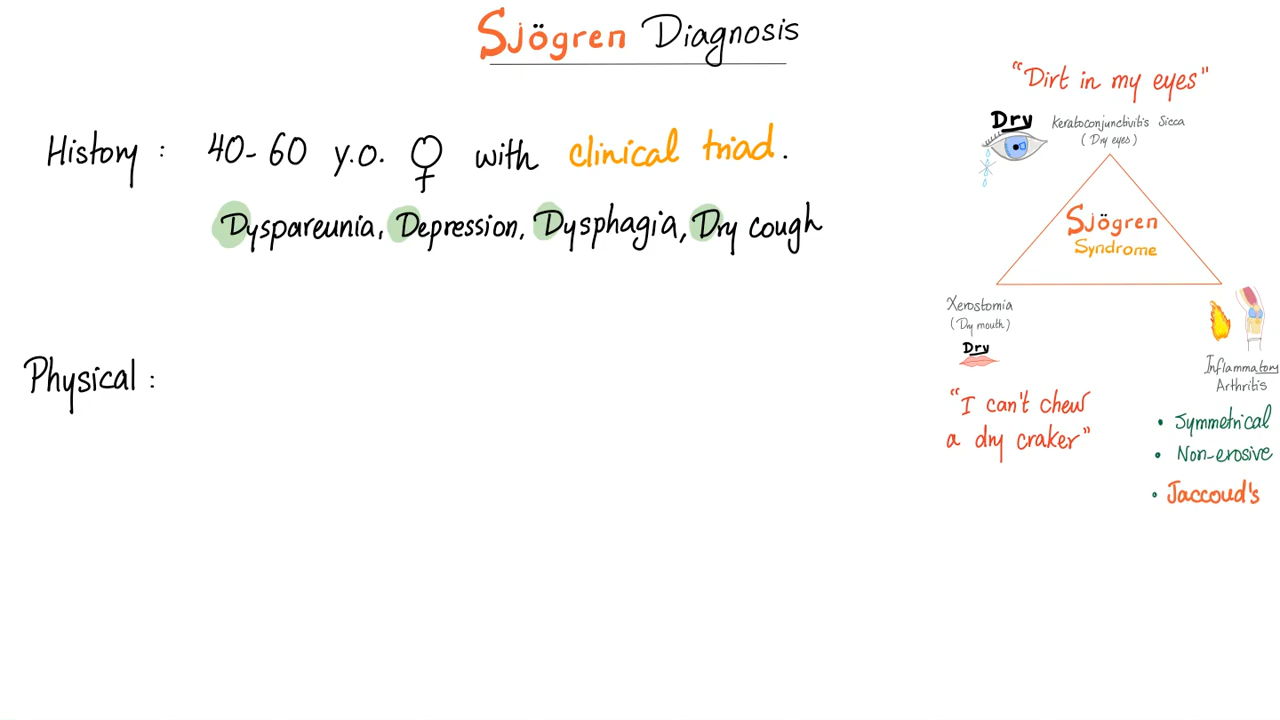 Sjögren Diagnosis
History : 40-60 y.o. ♀ with clinical triad.
Dyspareunia, Depression, Dysphagia, Dry cough
Physical :
"Dirt in my eyes"
Dry
Keratoconjunctivitis Sicca
(Dry eyes)
Sjögren
Syndrome
Xerostomia
(Dry mouth)
Dry
"I can't chew
a dry craker"
Inflammatory
Arthritis
• Symmetrical
• Non-erosive
• Jaccoud's